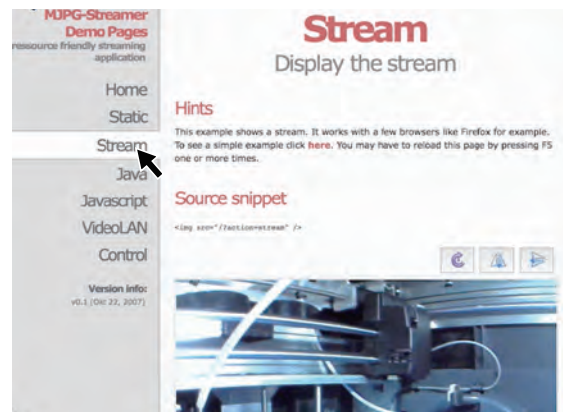 MJPG-Streamer
Demo Pages
ressource friendly streaming
application
Home
Static
Stream
Java
Javascript
VideoLAN
Control
Version info:
v0.1 (Okt 22, 2007)
Stream
Display the stream
Hints
This example shows a stream. It works with a few browsers like Firefox for example.
To see a simple example click here. You may have to reload this page by pressing F5
one or more times.
Source snippet
<img src="/?action=stream" />